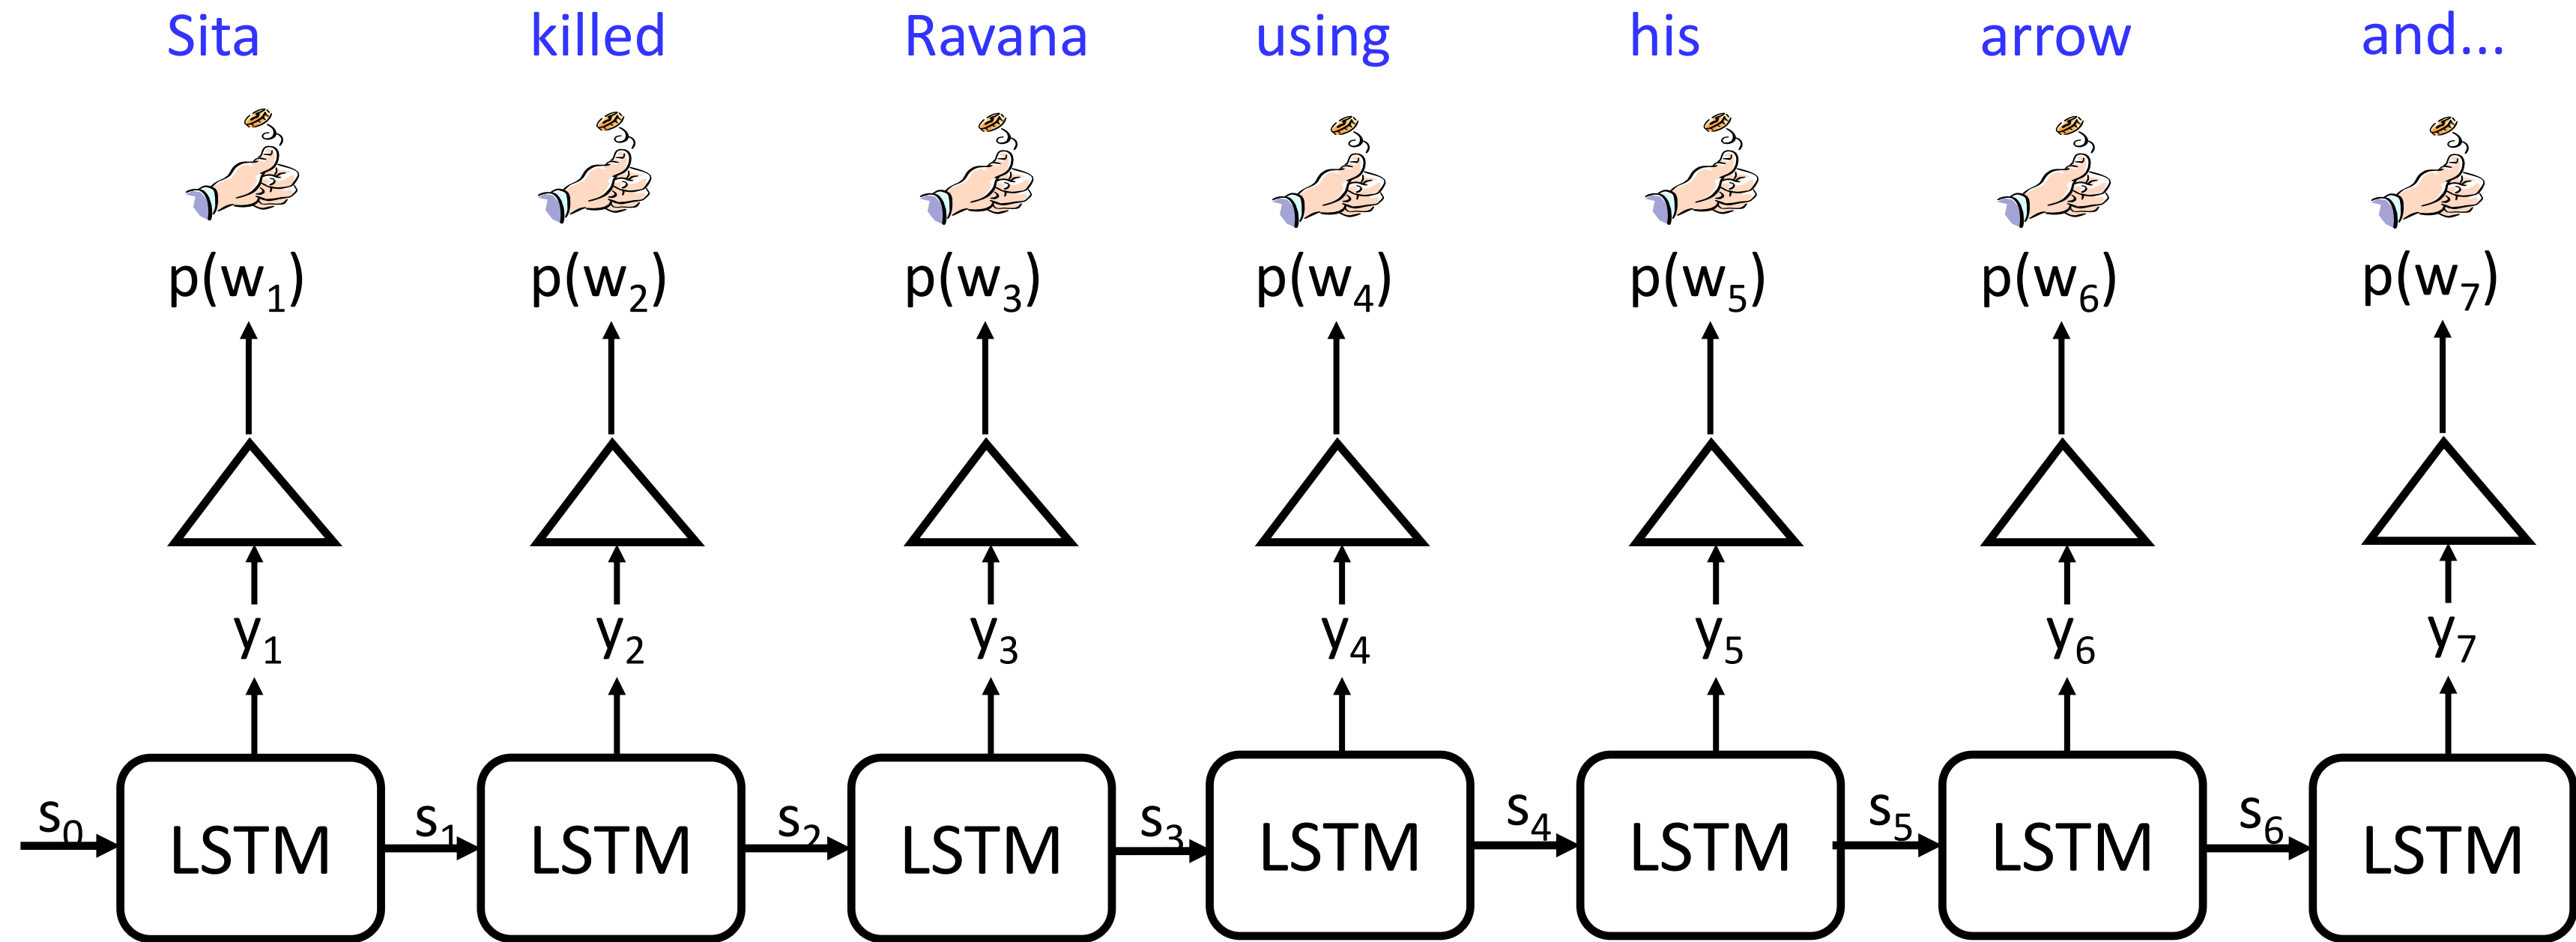 Sita killed Ravana using his arrow and...
p(w₁) p(w₂) p(w₃) p(w₄) p(w₅) p(w₆) p(w₇)
y₁ y₂ y₃ y₄ y₅ y₆ y₇
s₀ s₁ s₂ s₃ s₄ s₅ s₆
LSTM LSTM LSTM LSTM LSTM LSTM LSTM